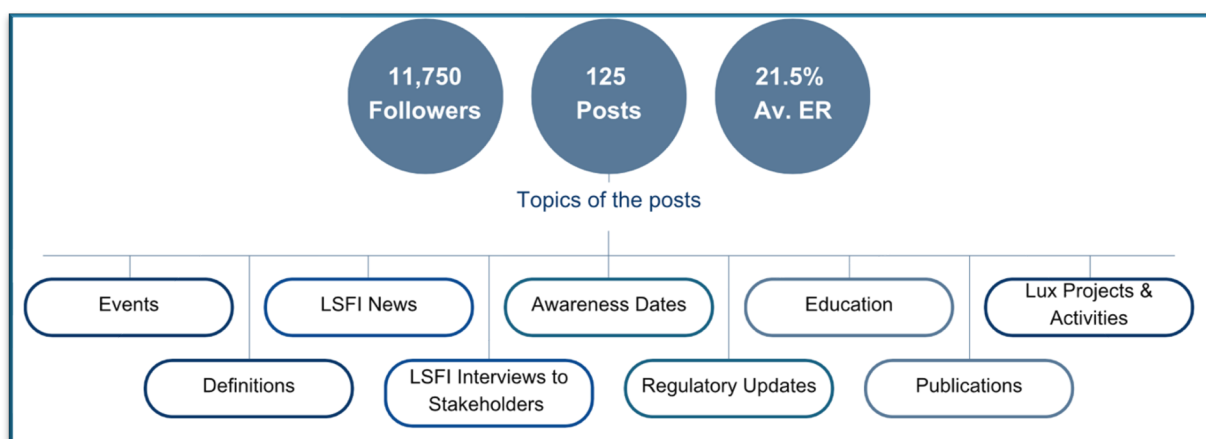 11,750
Followers
125
Posts
21.5%
Av. ER
Topics of the posts
Events
LSFI News
Awareness Dates
Education
Lux Projects &
Activities
Definitions
LSFI Interviews to
Stakeholders
Regulatory Updates
Publications